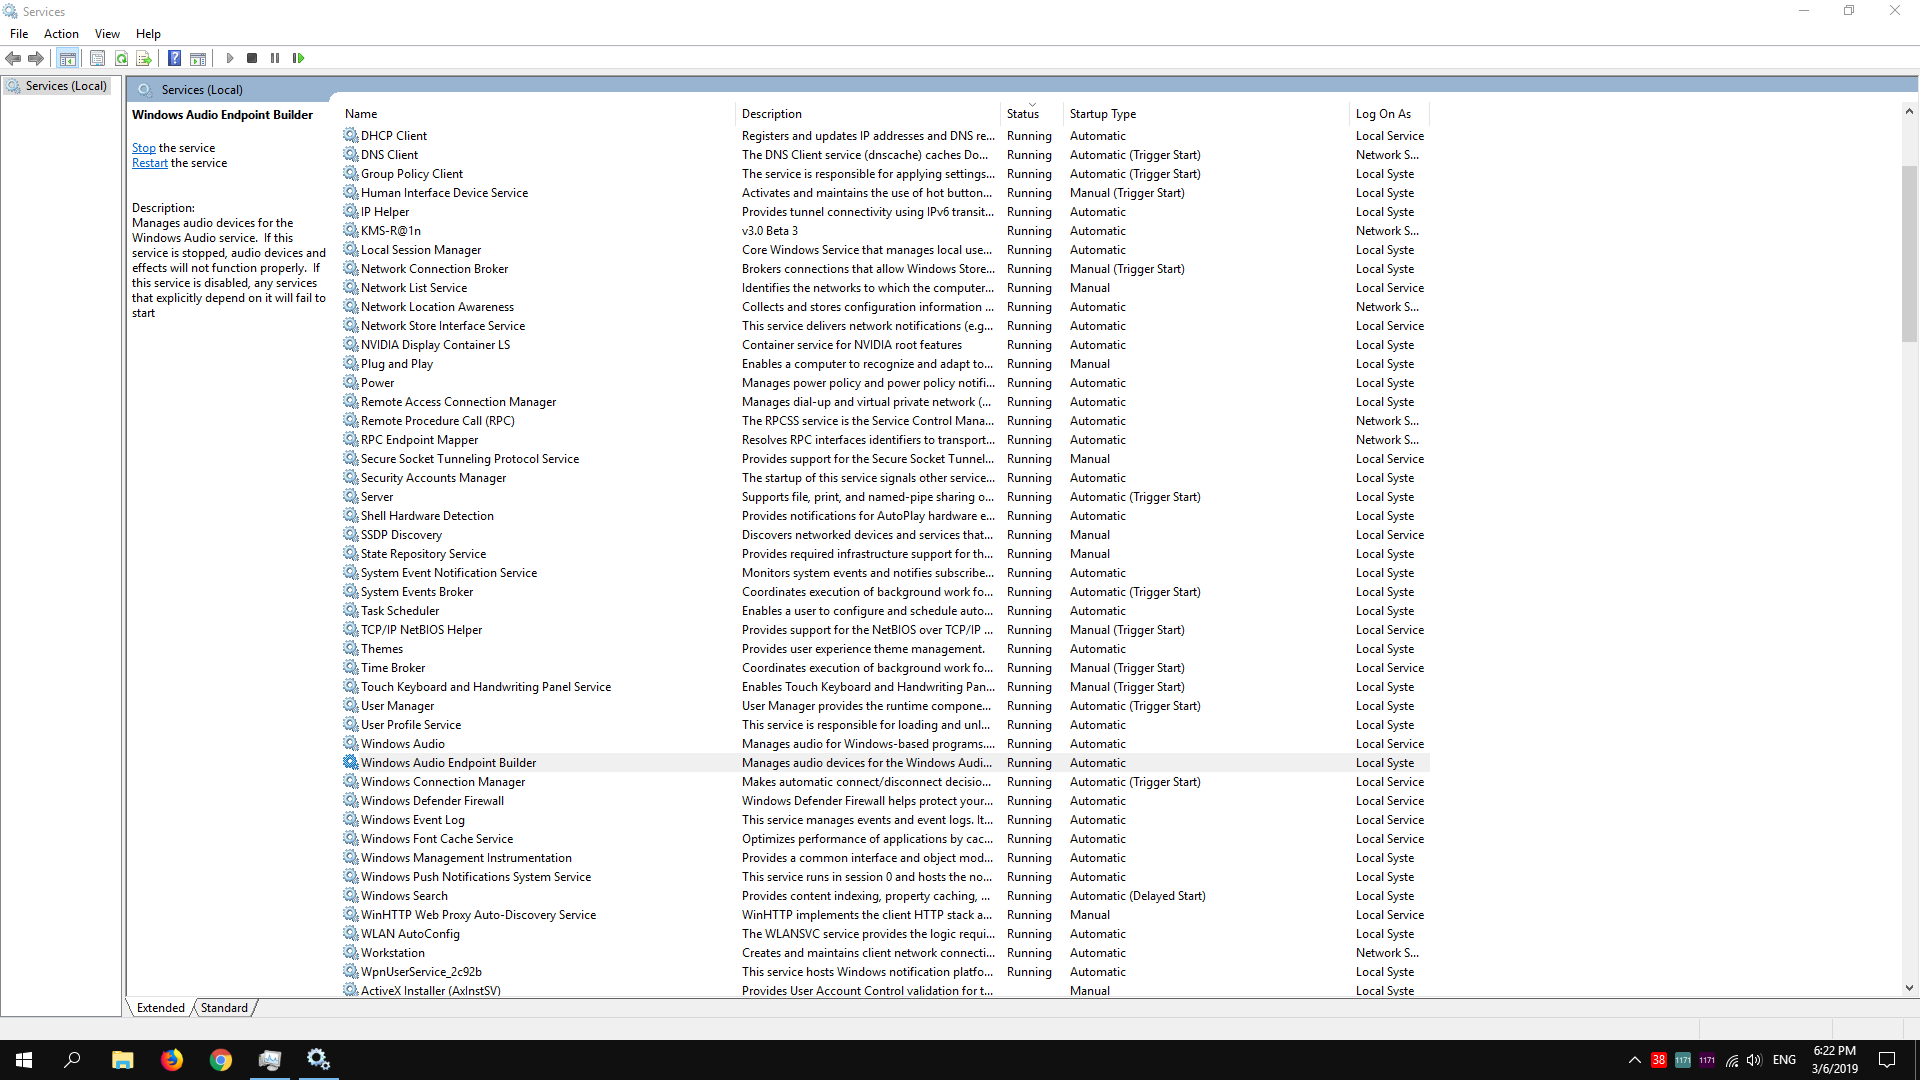 Services
File Action View Help
Services (Local)
Services (Local)
Windows Audio Endpoint Builder
Stop the service
Restart the service
Description:
Manages audio devices for the
Windows Audio service. If this
service is stopped, audio devices and
effects will not function properly. If
this service is disabled, any services
that explicitly depend on it will fail to
start
Name Description Status Startup Type Log On As
DHCP Client Registers and updates IP addresses and DNS re... Running Automatic Local Service
DNS Client The DNS Client service (dnscache) caches Do... Running Automatic (Trigger Start) Network S...
Group Policy Client The service is responsible for applying settings... Running Automatic (Trigger Start) Local Syste
Human Interface Device Service Activates and maintains the use of hot button... Running Manual (Trigger Start) Local Syste
IP Helper Provides tunnel connectivity using IPv6 transit... Running Automatic Local Syste
KMS-R@1n v3.0 Beta 3 Running Automatic Network S...
Local Session Manager Core Windows Service that manages local use... Running Automatic Local Syste
Network Connection Broker Brokers connections that allow Windows Store... Running Manual (Trigger Start) Local Syste
Network List Service Identifies the networks to which the computer... Running Manual Local Service
Network Location Awareness Collects and stores configuration information ... Running Automatic Network S...
Network Store Interface Service This service delivers network notifications (e.g... Running Automatic Local Service
NVIDIA Display Container LS Container service for NVIDIA root features Running Automatic Local Syste
Plug and Play Enables a computer to recognize and adapt to... Running Manual Local Syste
Power Manages power policy and power policy notifi... Running Automatic Local Syste
Remote Access Connection Manager Manages dial-up and virtual private network (... Running Automatic Local Syste
Remote Procedure Call (RPC) The RPCSS service is the Service Control Mana... Running Automatic Network S...
RPC Endpoint Mapper Resolves RPC interfaces identifiers to transport... Running Automatic Network S...
Secure Socket Tunneling Protocol Service Provides support for the Secure Socket Tunnel... Running Manual Local Service
Security Accounts Manager The startup of this service signals other service... Running Automatic Local Syste
Server Supports file, print, and named-pipe sharing o... Running Automatic (Trigger Start) Local Syste
Shell Hardware Detection Provides notifications for AutoPlay hardware e... Running Automatic Local Syste
SSDP Discovery Discovers networked devices and services that... Running Manual Local Service
State Repository Service Provides required infrastructure support for th... Running Manual Local Syste
System Event Notification Service Monitors system events and notifies subscribe... Running Automatic Local Syste
System Events Broker Coordinates execution of background work fo... Running Automatic (Trigger Start) Local Syste
Task Scheduler Enables a user to configure and schedule auto... Running Automatic Local Syste
TCP/IP NetBIOS Helper Provides support for the NetBIOS over TCP/IP ... Running Manual (Trigger Start) Local Service
Themes Provides user experience theme management. Running Automatic Local Syste
Time Broker Coordinates execution of background work fo... Running Manual (Trigger Start) Local Service
Touch Keyboard and Handwriting Panel Service Enables Touch Keyboard and Handwriting Pan... Running Manual (Trigger Start) Local Syste
User Manager User Manager provides the runtime compone... Running Automatic (Trigger Start) Local Syste
User Profile Service This service is responsible for loading and unl... Running Automatic Local Syste
Windows Audio Manages audio for Windows-based programs.... Running Automatic Local Service
Windows Audio Endpoint Builder Manages audio devices for the Windows Audi... Running Automatic Local Syste
Windows Connection Manager Makes automatic connect/disconnect decisio... Running Automatic (Trigger Start) Local Service
Windows Defender Firewall Windows Defender Firewall helps protect your... Running Automatic Local Service
Windows Event Log This service manages events and event logs. It... Running Automatic Local Service
Windows Font Cache Service Optimizes performance of applications by cac... Running Automatic Local Service
Windows Management Instrumentation Provides a common interface and object mod... Running Automatic Local Syste
Windows Push Notifications System Service This service runs in session 0 and hosts the no... Running Automatic Local Syste
Windows Search Provides content indexing, property caching, ... Running Automatic (Delayed Start) Local Syste
WinHTTP Web Proxy Auto-Discovery Service WinHTTP implements the client HTTP stack a... Running Manual Local Service
WLAN AutoConfig The WLANSVC service provides the logic requi... Running Automatic Local Syste
Workstation Creates and maintains client network connecti... Running Automatic Network S...
WpnUserService_2c92b This service hosts Windows notification platfo... Running Automatic Local Syste
ActiveX Installer (AxInstSV) Provides User Account Control validation for t... Manual Local Syste
Extended Standard
38 1171 1171 ENG 6:22 PM
3/6/2019